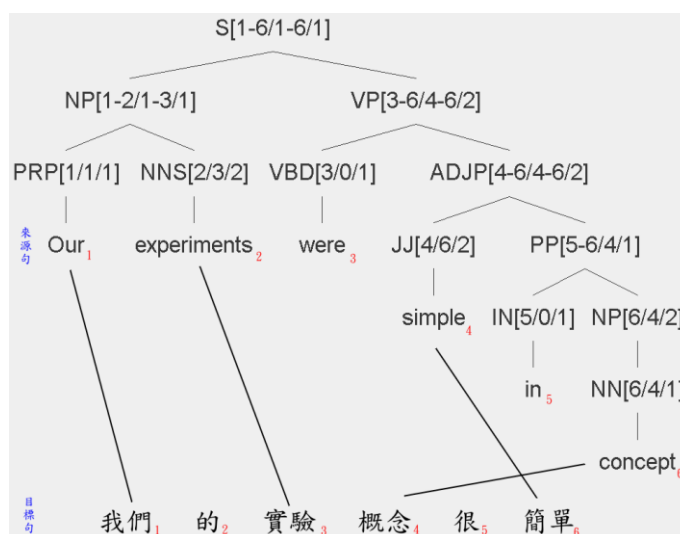 S[1-6/1-6/1]
NP[1-2/1-3/1] VP[3-6/4-6/2]
PRP[1/1/1] NNS[2/3/2] VBD[3/0/1] ADJP[4-6/4-6/2]
來源句 Our1 experiments2 were3 JJ[4/6/2] PP[5-6/4/1]
simple4 IN[5/0/1] NP[6/4/2]
in5 NN[6/4/1]
concept6
目標句 我們1 的2 實驗3 概念4 很5 簡單6